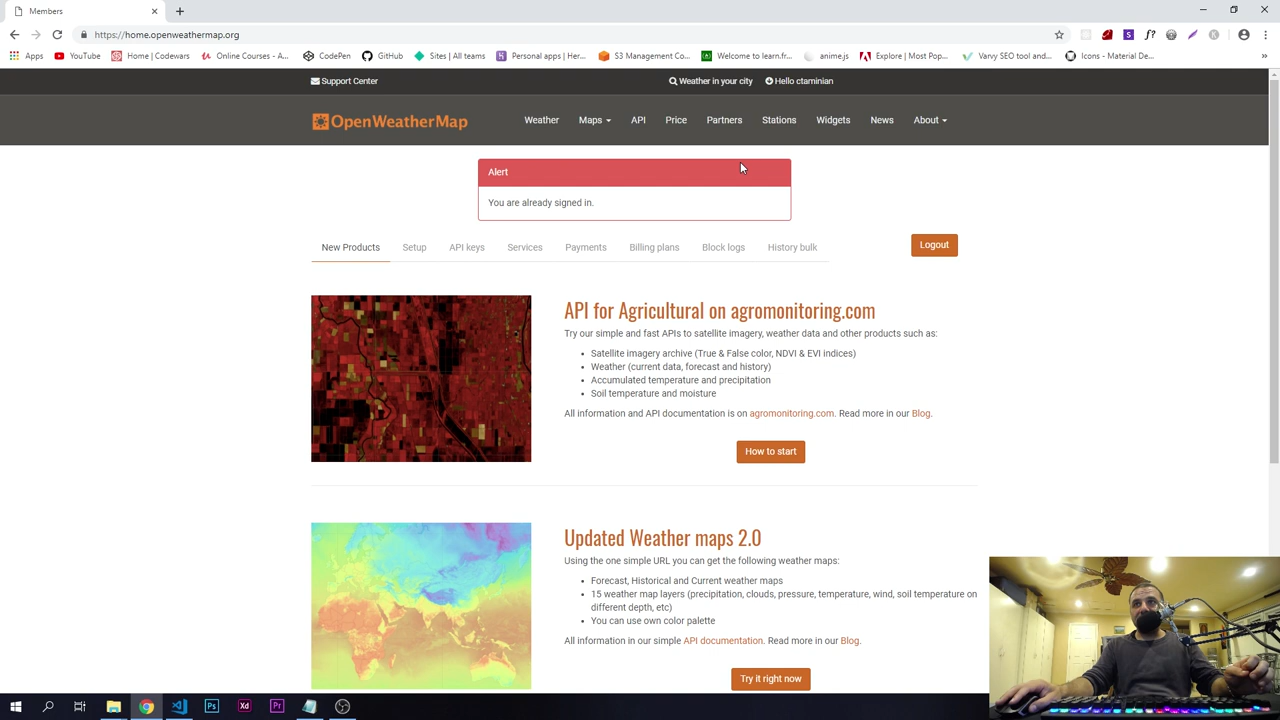 Members
https://home.openweathermap.org
Apps
YouTube
Home | Codewars
Online Courses - A...
CodePen
GitHub
Sites | All teams
Personal apps | Her...
S3 Management Co...
Welcome to learn.fr...
anime.js
Explore | Most Pop...
Varvy SEO tool and...
Icons - Material De...
Support Center
Weather in your city
Hello ctaminian
OpenWeatherMap
Weather
Maps
API
Price
Partners
Stations
Widgets
News
About
Alert
You are already signed in.
New Products
Setup
API keys
Services
Payments
Billing plans
Block logs
History bulk
Logout
API for Agricultural on agromonitoring.com
Try our simple and fast APIs to satellite imagery, weather data and other products such as:
Satellite imagery archive (True & False color, NDVI & EVI indices)
Weather (current data, forecast and history)
Accumulated temperature and precipitation
Soil temperature and moisture
All information and API documentation is on agromonitoring.com. Read more in our Blog.
How to start
Updated Weather maps 2.0
Using the one simple URL you can get the following weather maps:
Forecast, Historical and Current weather maps
15 weather map layers (precipitation, clouds, pressure, temperature, wind, soil temperature on
different depth, etc)
You can use own color palette
All information in our simple API documentation. Read more in our Blog.
Try it right now
Ps
Xd
Pr